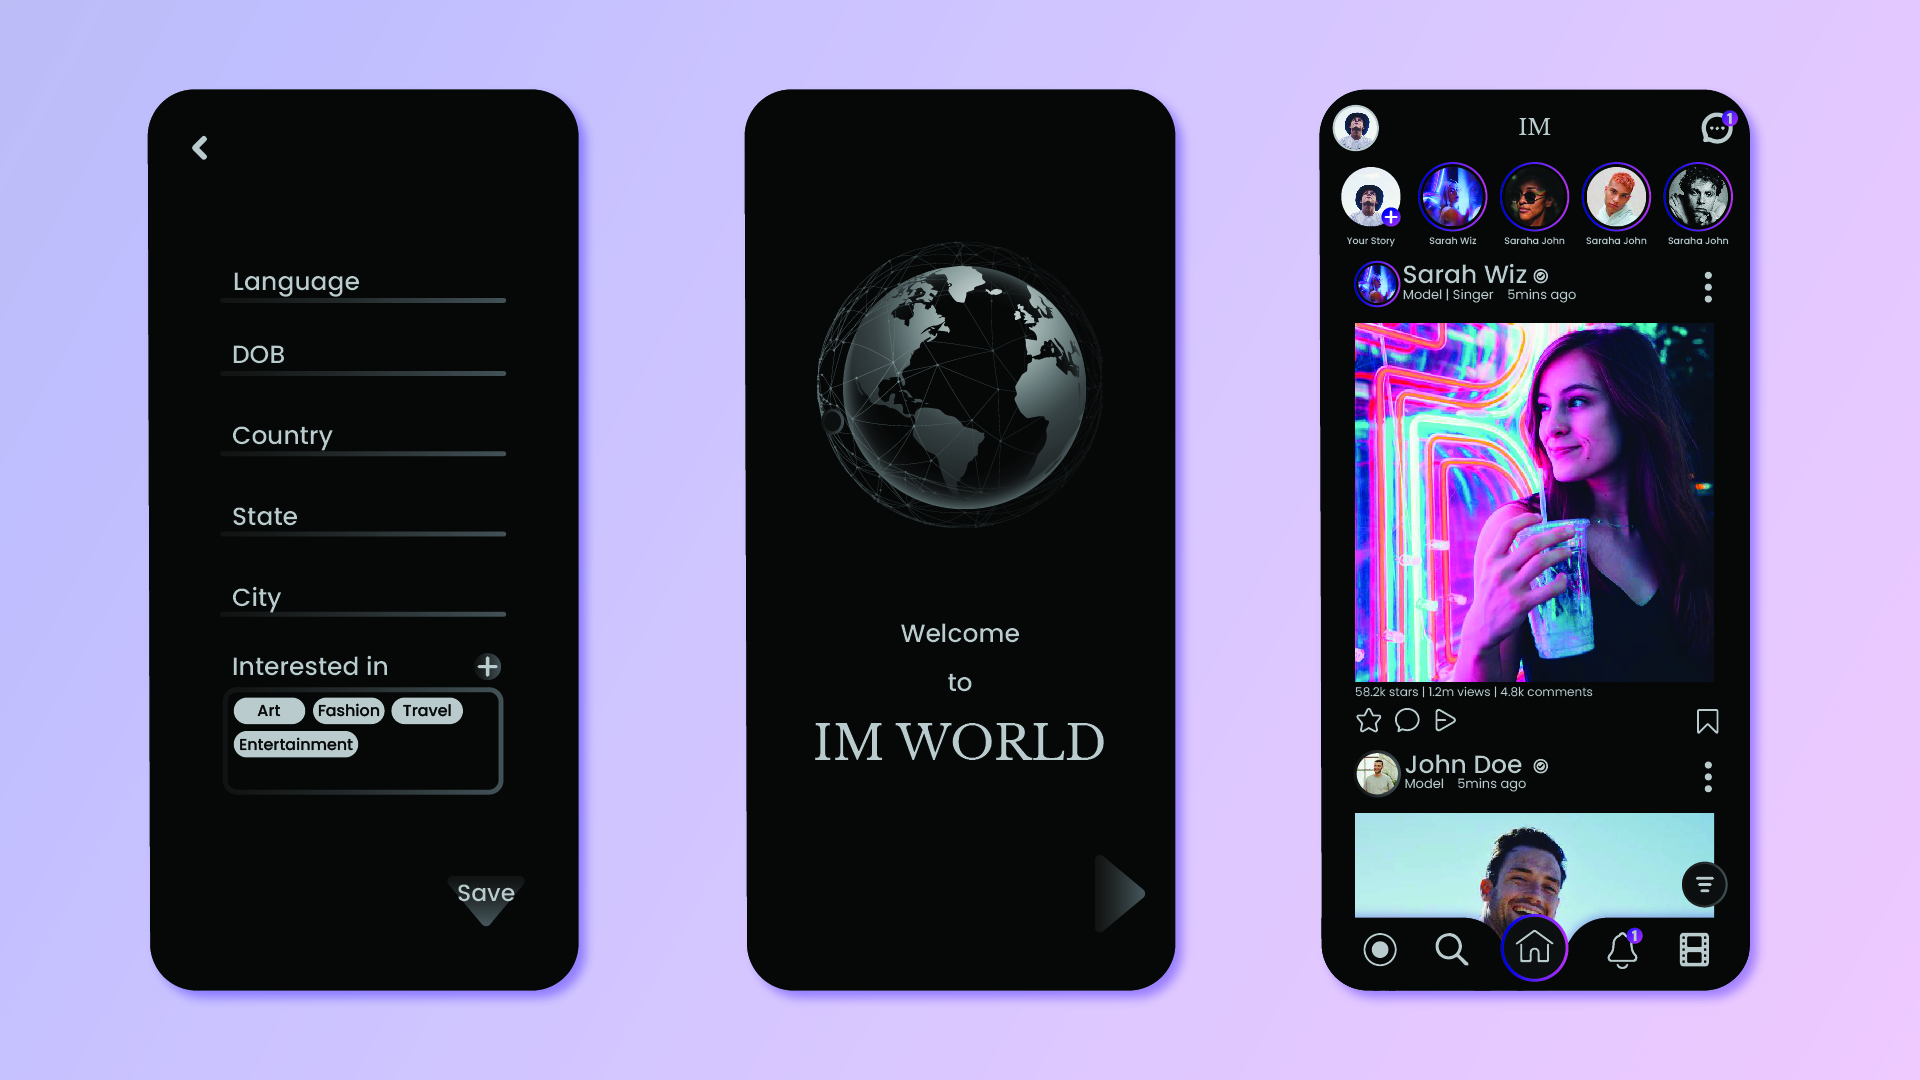 Language
DOB
Country
State
City
Interested in
Art Fashion Travel
Entertainment
Save
Welcome
to
IM WORLD
IM
1
Your Story Sarah Wiz Saraha John Saraha John Saraha John
Sarah Wiz
Model | Singer 5mins ago
58.2k stars | 1.2m views | 4.8k comments
John Doe
Model 5mins ago
1